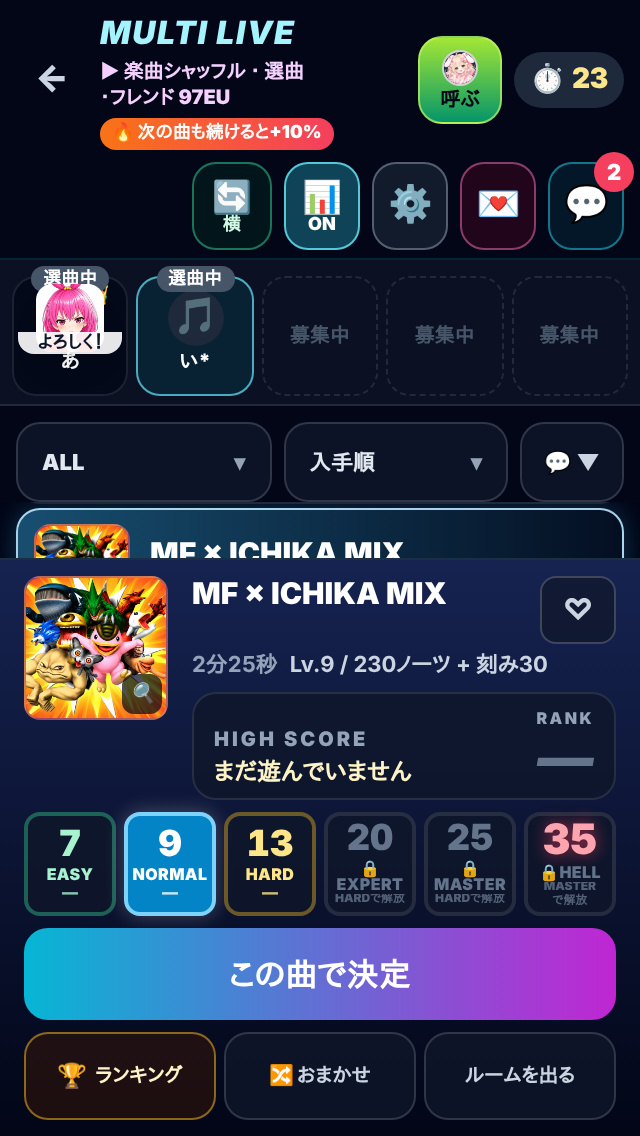 MULTI LIVE
▶ 楽曲シャッフル・選曲
・フレンド 97EU
🔥 次の曲も続けると+10%
呼ぶ
⏱️ 23
横
ON
2
選曲中
よろしく!
あ
選曲中
い*
募集中
募集中
募集中
ALL ▼
入手順 ▼
💬 ▼
MF × ICHIKA MIX
MF × ICHIKA MIX
♡
2分25秒 Lv.9 / 230ノーツ + 刻み30
RANK
HIGH SCORE
まだ遊んでいません
—
7
EASY
—
9
NORMAL
—
13
HARD
—
20
🔒
EXPERT
HARDで解放
25
🔒
MASTER
HARDで解放
35
🔒HELL
MASTER
で解放
この曲で決定
🏆 ランキング
🔀 おまかせ
ルームを出る